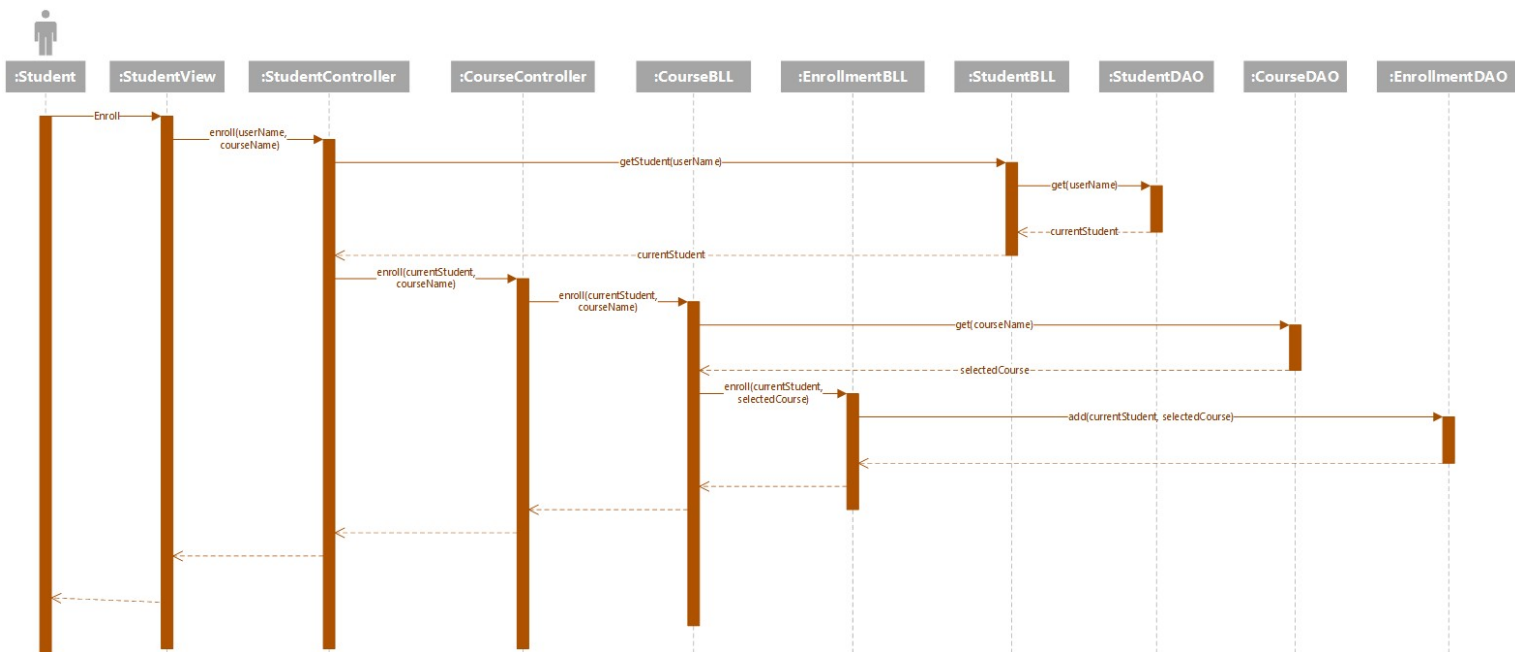 :Student :StudentView :StudentController :CourseController :CourseBLL :EnrollmentBLL :StudentBLL :StudentDAO :CourseDAO :EnrollmentDAO
Enroll
enroll(userName,
courseName)
getStudent(userName)
get(userName)
currentStudent
currentStudent
enroll(currentStudent,
courseName)
enroll(currentStudent,
courseName)
get(courseName)
selectedCourse
enroll(currentStudent,
selectedCourse)
add(currentStudent, selectedCourse)